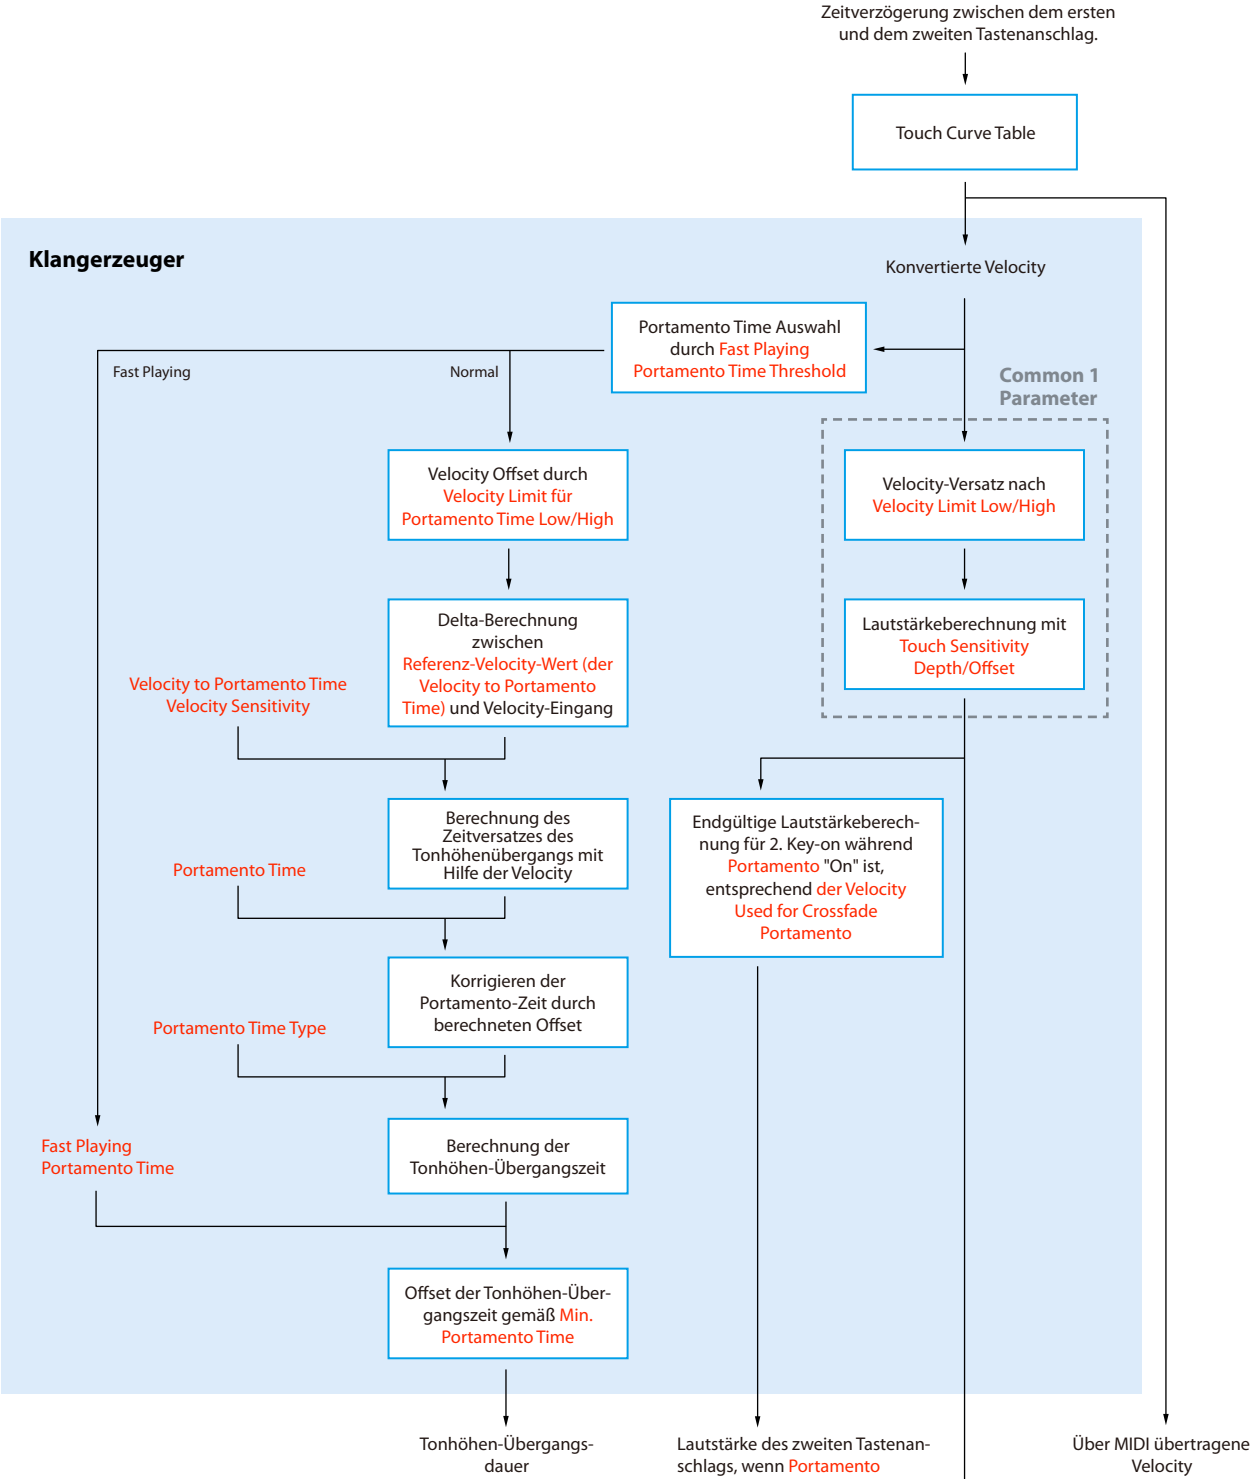 Zeitverzögerung zwischen dem ersten
und dem zweiten Tastenanschlag.
Touch Curve Table
Klangerzeuger
Konvertierte Velocity
Portamento Time Auswahl
durch Fast Playing
Portamento Time Threshold
Fast Playing
Normal
Common 1
Parameter
Velocity Offset durch
Velocity Limit für
Portamento Time Low/High
Velocity-Versatz nach
Velocity Limit Low/High
Delta-Berechnung
zwischen
Referenz-Velocity-Wert (der
Velocity to Portamento
Time) und Velocity-Eingang
Lautstärkeberechnung mit
Touch Sensitivity
Depth/Offset
Velocity to Portamento Time
Velocity Sensitivity
Berechnung des
Zeitversatzes des
Tonhöhenübergangs mit
Hilfe der Velocity
Endgültige Lautstärkeberech-
nung für 2. Key-on während
Portamento "On" ist,
entsprechend der Velocity
Used for Crossfade
Portamento
Portamento Time
Korrigieren der
Portamento-Zeit durch
berechneten Offset
Portamento Time Type
Berechnung der
Tonhöhen-Übergangszeit
Fast Playing
Portamento Time
Offset der Tonhöhen-Über-
gangszeit gemäß Min.
Portamento Time
Tonhöhen-Übergangs-
dauer
Lautstärke des zweiten Tastenan-
schlags, wenn Portamento
Über MIDI übertragene
Velocity